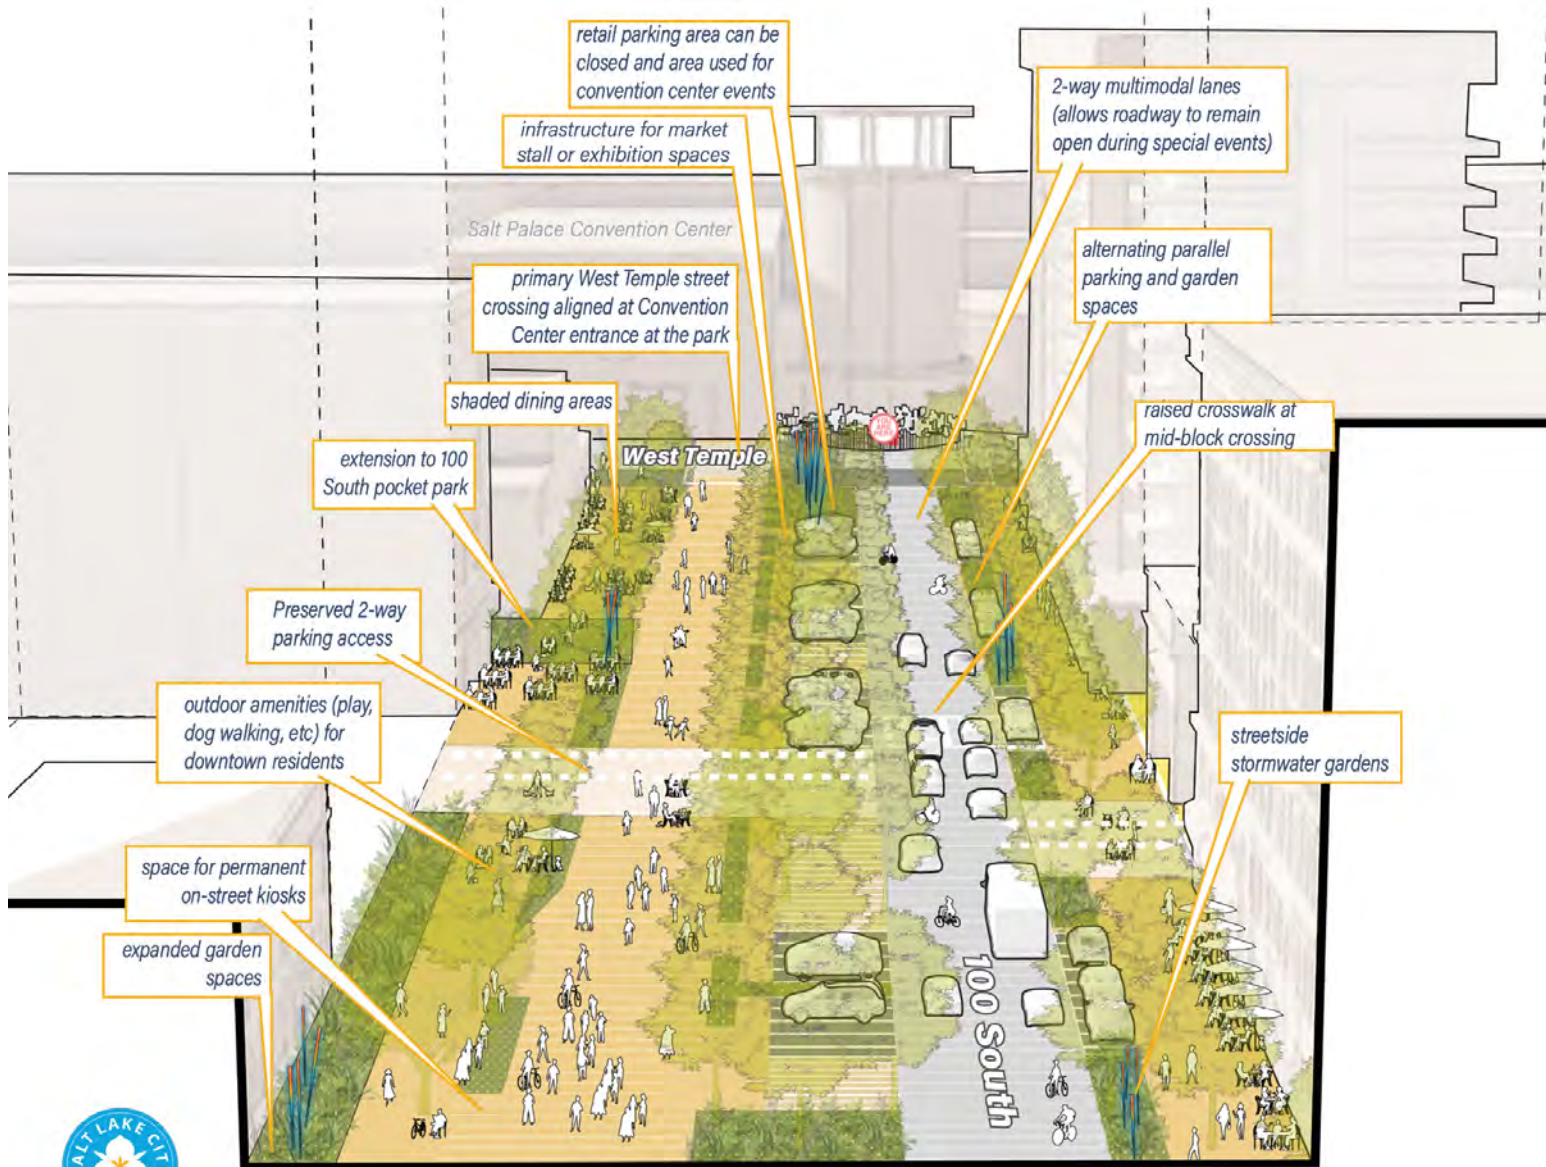 retail parking area can be
closed and area used for
convention center events
infrastructure for market
stall or exhibition spaces
2-way multimodal lanes
(allows roadway to remain
open during special events)
Salt Palace Convention Center
alternating parallel
parking and garden
spaces
primary West Temple street
crossing aligned at Convention
Center entrance at the park
shaded dining areas
raised crosswalk at
mid-block crossing
West Temple
extension to 100
South pocket park
Preserved 2-way
parking access
outdoor amenities (play,
dog walking, etc) for
downtown residents
streetside
stormwater gardens
space for permanent
on-street kiosks
expanded garden
spaces
100 South
ALT LAKE CIT